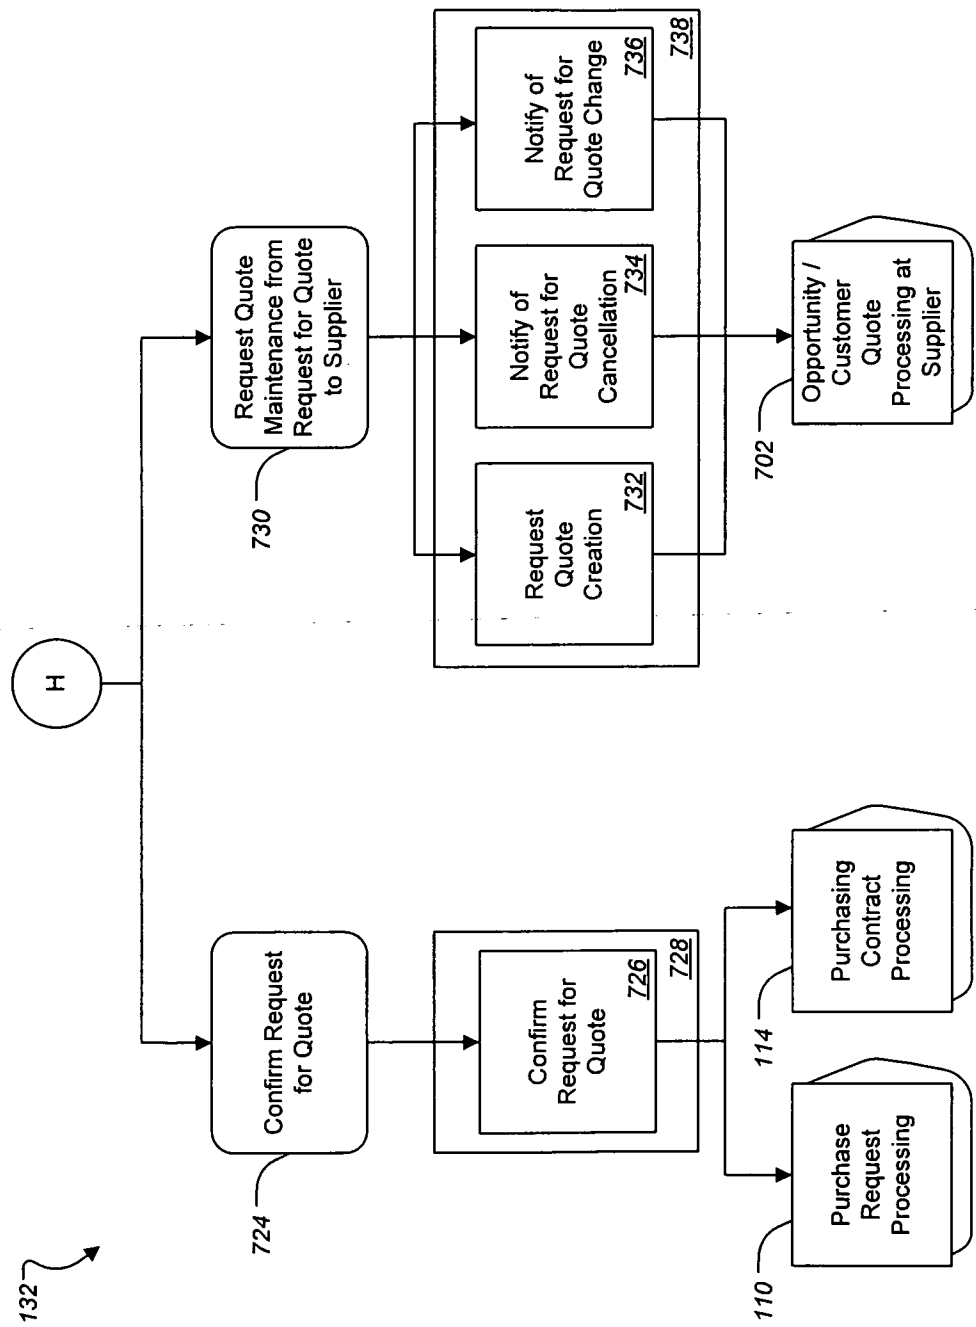 132
H
724
Confirm Request
for Quote
730
Request Quote
Maintenance from
Request for Quote
to Supplier
Confirm
Request for
Quote
726
728
Request
Quote
Creation
732
Notify of
Request for
Quote
Cancellation
734
Notify of
Request for
Quote Change
736
738
110
Purchase
Request
Processing
114
Purchasing
Contract
Processing
702
Opportunity /
Customer
Quote
Processing at
Supplier